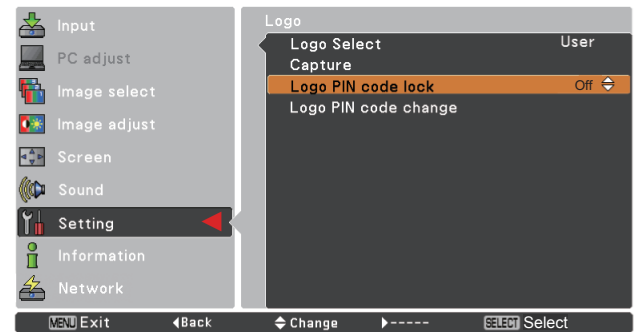 Input
PC adjust
Image select
Image adjust
Screen
Sound
Setting
Information
Network
Logo
Logo Select User
Capture
Logo PIN code lock Off
Logo PIN code change
MENU Exit Back Change ----- SELECT Select